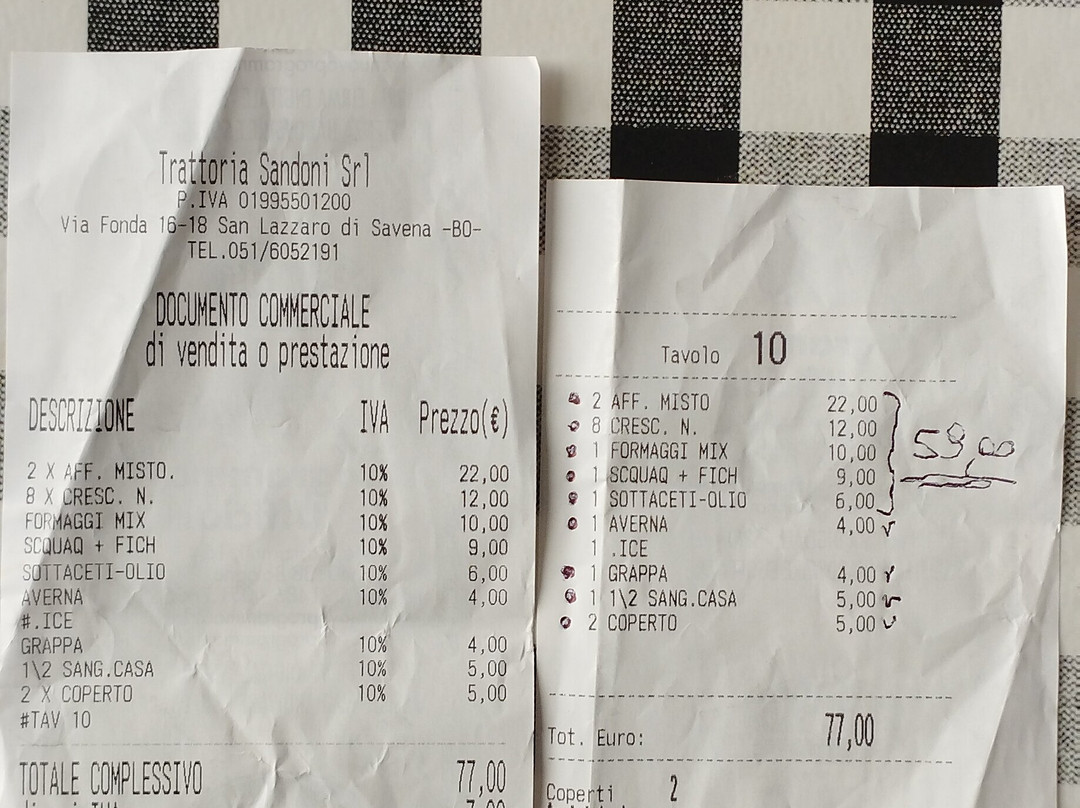 Trattoria Sandoni Srl
P.IVA 01995501200
Via Fonda 16-18 San Lazzaro di Savena -BO-
TEL.051/6052191
DOCUMENTO COMMERCIALE
di vendita o prestazione
DESCRIZIONE IVA Prezzo(€)
2 X AFF. MISTO. 10% 22,00
8 X CRESC. N. 10% 12,00
FORMAGGI MIX 10% 10,00
SCQUAQ + FICH 10% 9,00
SOTTACETI-OLIO 10% 6,00
AVERNA 10% 4,00
#.ICE
GRAPPA 10% 4,00
1\2 SANG.CASA 10% 5,00
2 X COPERTO 10% 5,00
#TAV 10
TOTALE COMPLESSIVO 77,00
Tavolo 10
2 AFF. MISTO 22,00
8 CRESC. N. 12,00
1 FORMAGGI MIX 10,00
1 SCQUAQ + FICH 9,00
1 SOTTACETI-OLIO 6,00
59,00
1 AVERNA 4,00
1 .ICE
1 GRAPPA 4,00
1 1\2 SANG.CASA 5,00
2 COPERTO 5,00
Tot. Euro: 77,00
Coperti 2